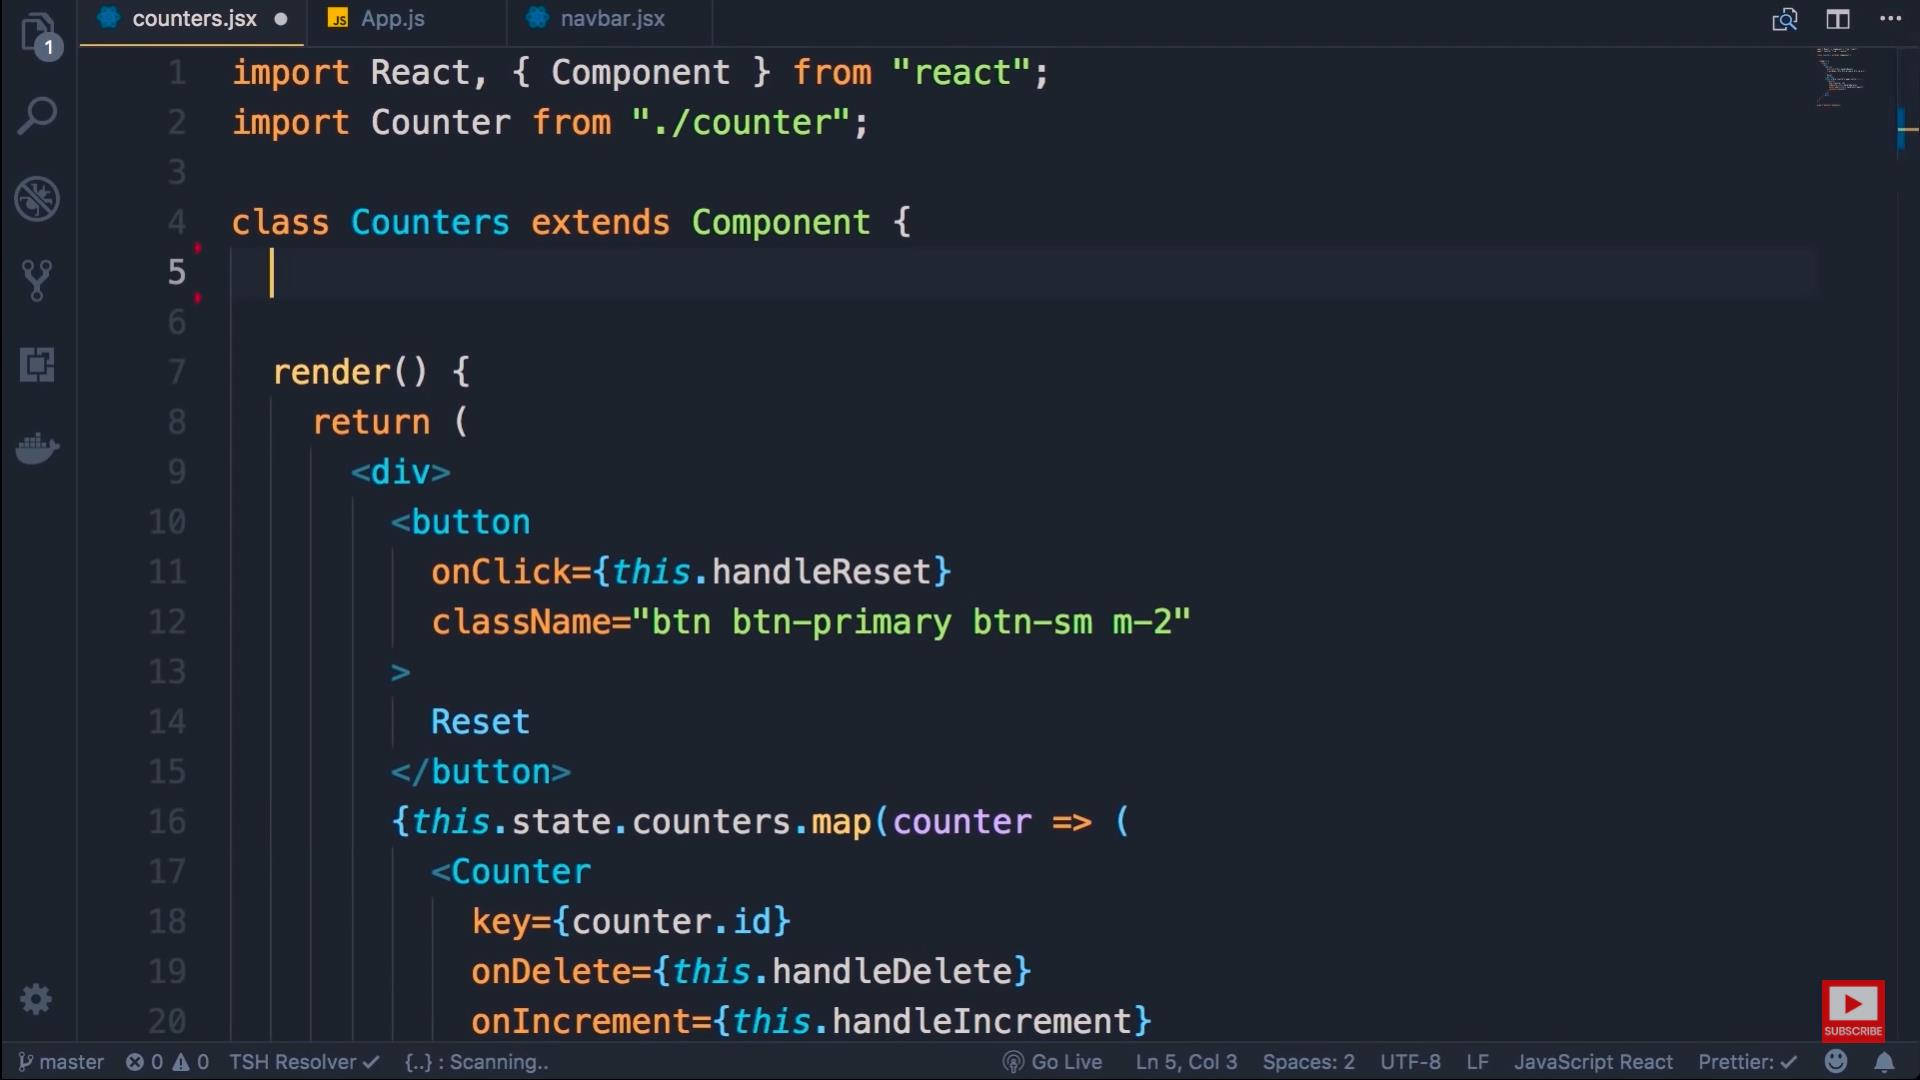 counters.jsx
App.js
navbar.jsx
1
JS
1 import React, { Component } from "react";
2 import Counter from "./counter";
3
4 class Counters extends Component {
5
6
7 render() {
8 return (
9 <div>
10 <button
11 onClick={this.handleReset}
12 className="btn btn-primary btn-sm m-2"
13 >
14 Reset
15 </button>
16 {this.state.counters.map(counter => (
17 <Counter
18 key={counter.id}
19 onDelete={this.handleDelete}
20 onIncrement={this.handleIncrement}
SUBSCRIBE
master 0 0 TSH Resolver ✓ {..} : Scanning.. Go Live Ln 5, Col 3 Spaces: 2 UTF-8 LF JavaScript React Prettier: ✓